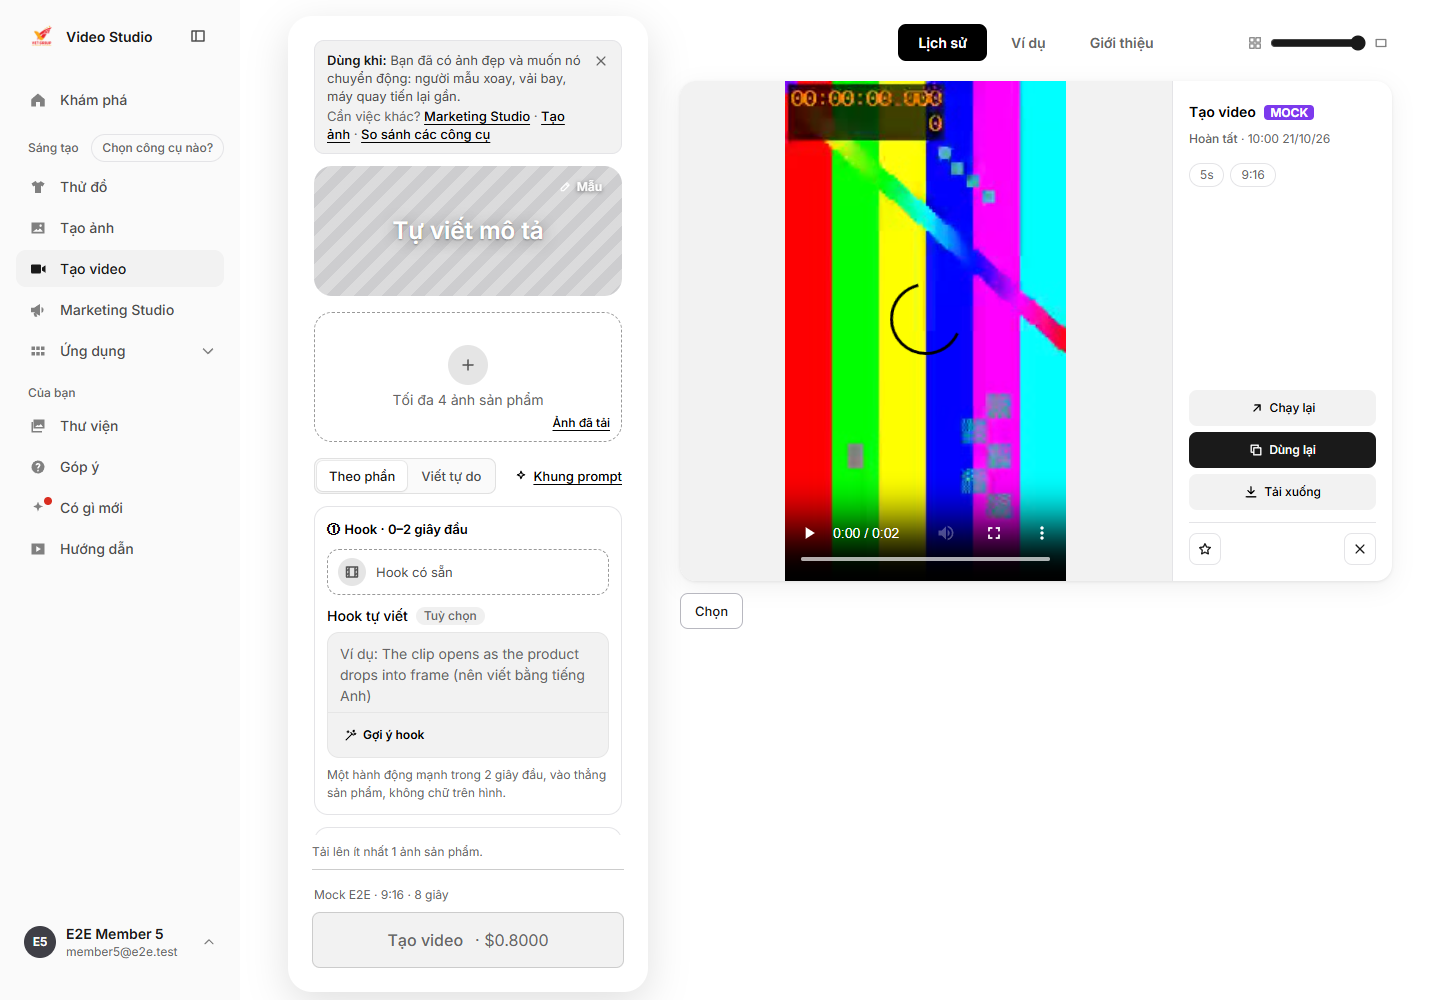 Video Studio
Khám phá
Sáng tạo
Chọn công cụ nào?
Thử đồ
Tạo ảnh
Tạo video
Marketing Studio
Ứng dụng
Của bạn
Thư viện
Góp ý
Có gì mới
Hướng dẫn
E5
E2E Member 5
member5@e2e.test
Dùng khi: Bạn đã có ảnh đẹp và muốn nó
chuyển động: người mẫu xoay, vải bay,
máy quay tiến lại gần.
Cần việc khác? Marketing Studio · Tạo
ảnh · So sánh các công cụ
Mẫu
Tự viết mô tả
Tối đa 4 ảnh sản phẩm
Ảnh đã tải
Theo phần
Viết tự do
Khung prompt
① Hook · 0–2 giây đầu
Hook có sẵn
Hook tự viết
Tuỳ chọn
Ví dụ: The clip opens as the product
drops into frame (nên viết bằng tiếng
Anh)
Gợi ý hook
Một hành động mạnh trong 2 giây đầu, vào thẳng
sản phẩm, không chữ trên hình.
Tải lên ít nhất 1 ảnh sản phẩm.
Mock E2E · 9:16 · 8 giây
Tạo video · $0.8000
Lịch sử
Ví dụ
Giới thiệu
0
0:00 / 0:02
Tạo video
MOCK
Hoàn tất · 10:00 21/10/26
5s
9:16
Chạy lại
Dùng lại
Tải xuống
Chọn